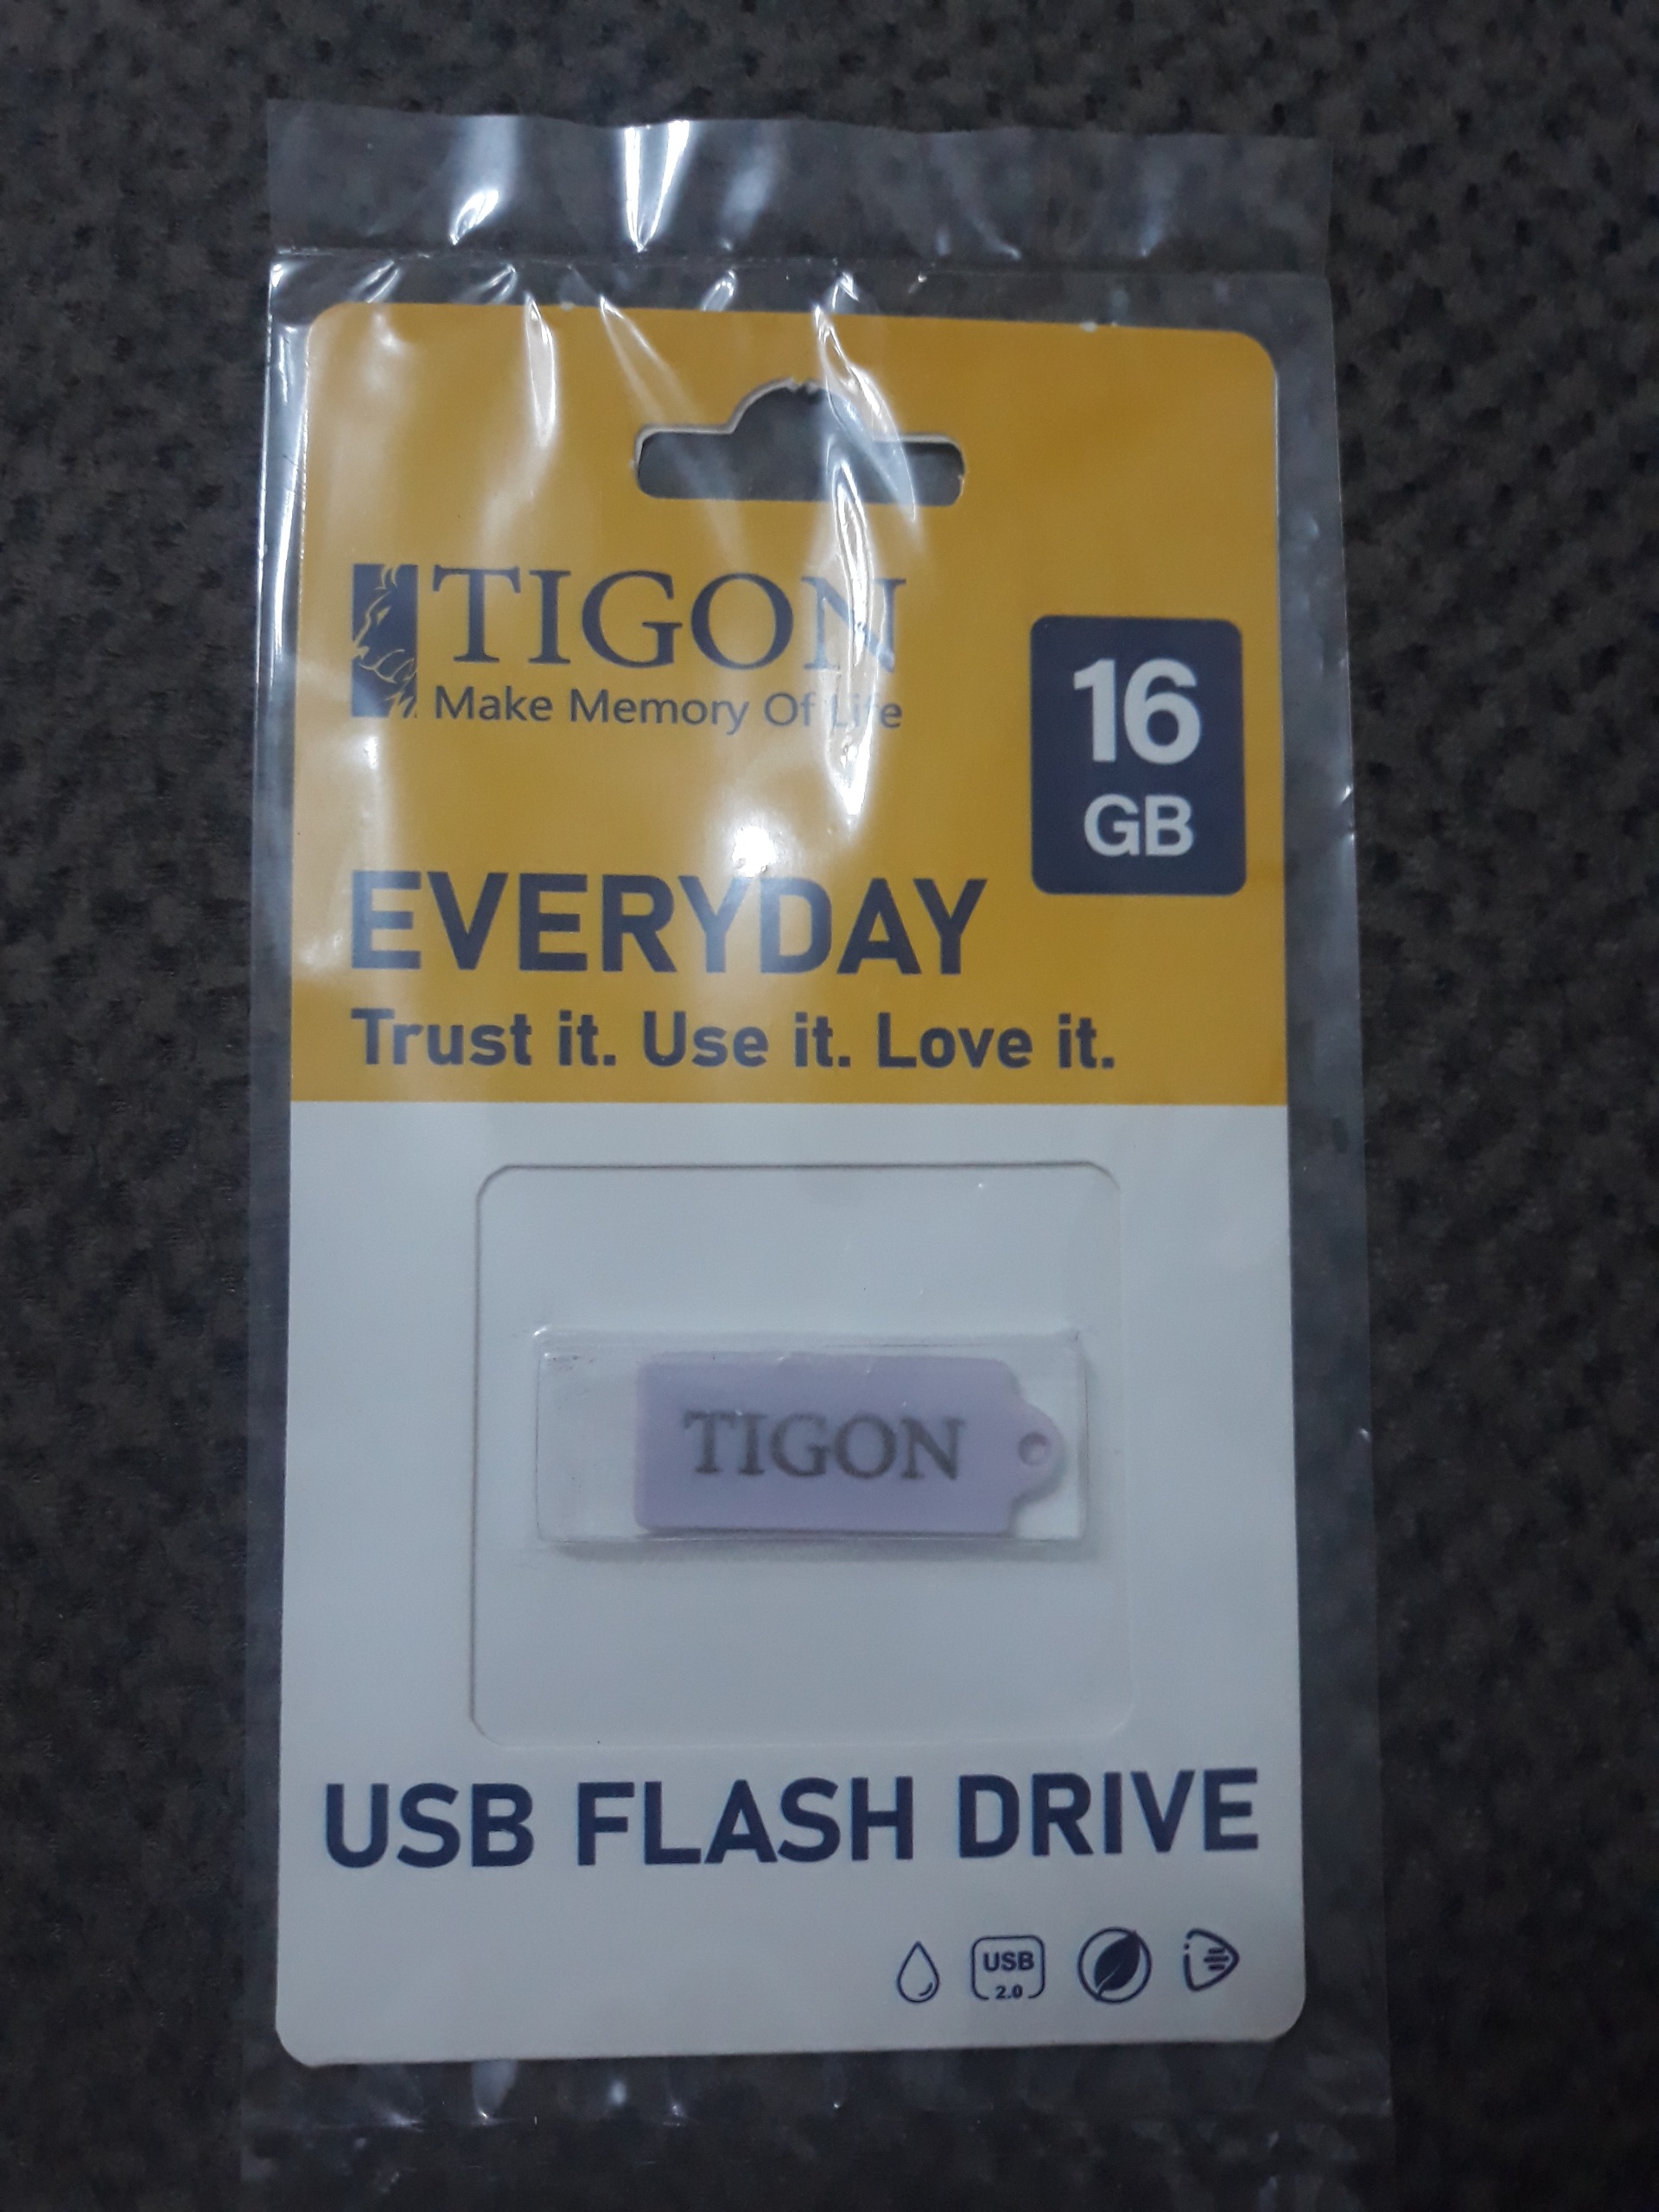 TIGON
Make Memory Of Life
16
GB
EVERYDAY
Trust it. Use it. Love it.
TIGON
USB FLASH DRIVE
USB
2.0